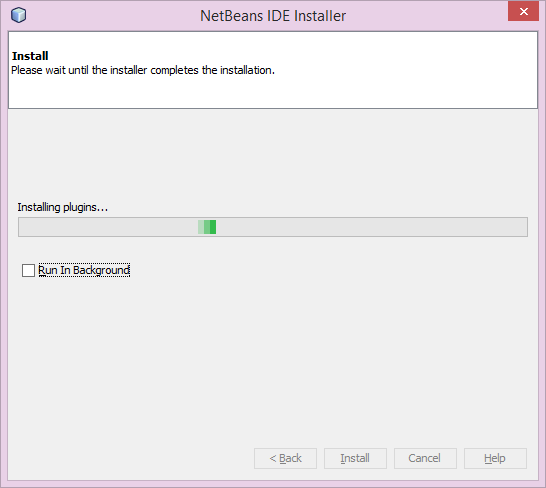 NetBeans IDE Installer
Install
Please wait until the installer completes the installation.
Installing plugins...
Run In Background
< Back Install Cancel Help